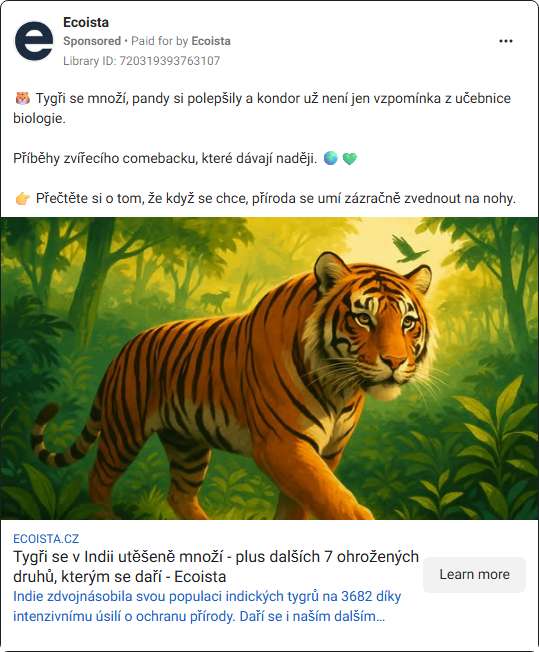 Ecoista
Sponsored • Paid for by Ecoista
Library ID: 720319393763107
🐹 Tygři se množí, pandy si polepšily a kondor už není jen vzpomínka z učebnice
biologie.
Příběhy zvířecího comebacku, které dávají naději. 🌍💚
👉 Přečtěte si o tom, že když se chce, příroda se umí zázračně zvednout na nohy.
ECOISTA.CZ
Tygři se v Indii utěšeně množí - plus dalších 7 ohrožených
druhů, kterým se daří - Ecoista
Learn more
Indie zdvojnásobila svou populaci indických tygrů na 3682 díky
intenzivnímu úsilí o ochranu přírody. Daří se i naším dalším…